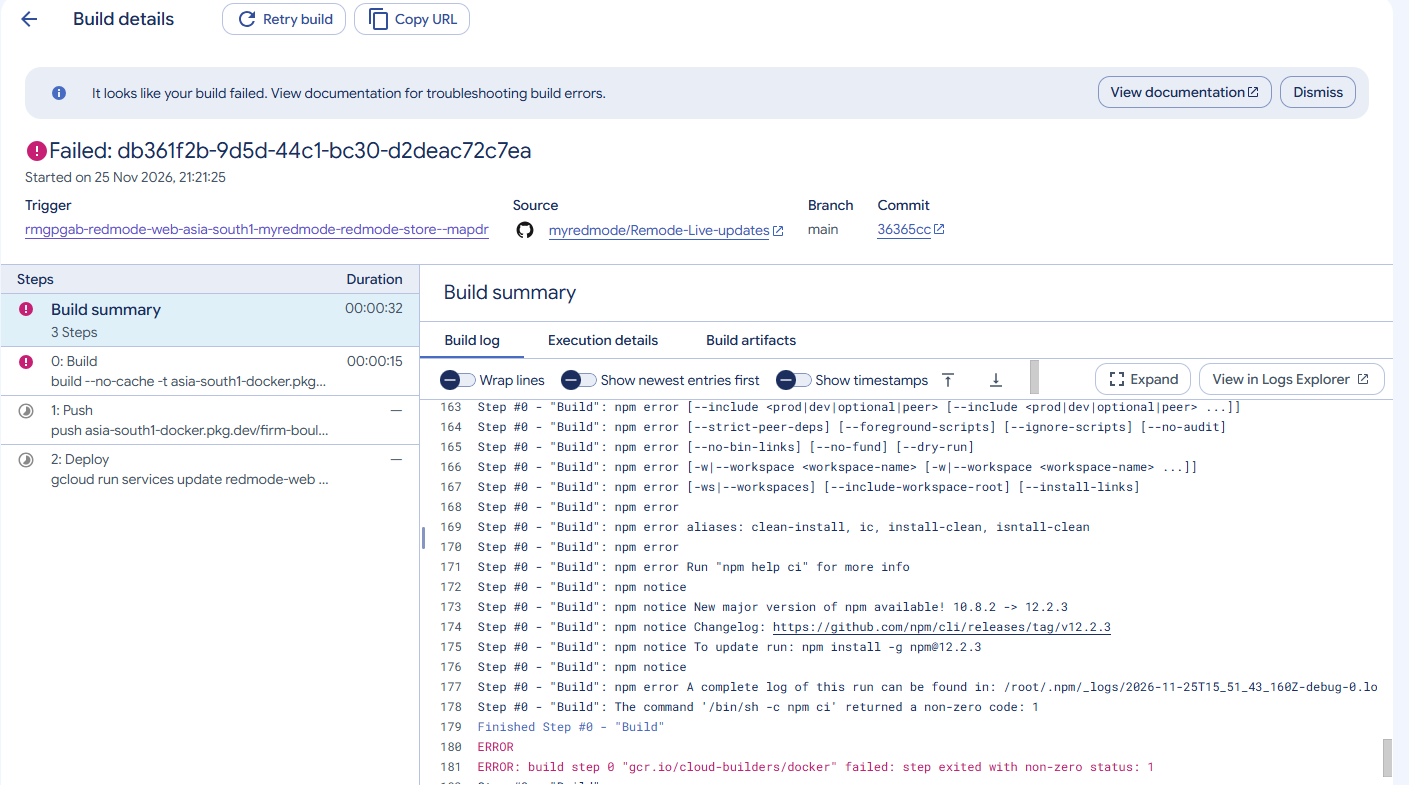 Build details
Retry build
Copy URL
It looks like your build failed. View documentation for troubleshooting build errors.
View documentation
Dismiss
Failed: db361f2b-9d5d-44c1-bc30-d2deac72c7ea
Started on 25 Nov 2026, 21:21:25
Trigger
rmgpgab-redmode-web-asia-south1-myredmode-redmode-store--mapdr
Source
myredmode/Remode-Live-updates
Branch
main
Commit
36365cc
Steps Duration
Build summary 00:00:32
3 Steps
0: Build 00:00:15
build --no-cache -t asia-south1-docker.pkg...
1: Push —
push asia-south1-docker.pkg.dev/firm-boul...
2: Deploy —
gcloud run services update redmode-web ...
Build summary
Build log Execution details Build artifacts
Wrap lines Show newest entries first Show timestamps Expand View in Logs Explorer
163 Step #0 - "Build": npm error [--include <prod|dev|optional|peer> [--include <prod|dev|optional|peer> ...]]
164 Step #0 - "Build": npm error [--strict-peer-deps] [--foreground-scripts] [--ignore-scripts] [--no-audit]
165 Step #0 - "Build": npm error [--no-bin-links] [--no-fund] [--dry-run]
166 Step #0 - "Build": npm error [-w|--workspace <workspace-name> [-w|--workspace <workspace-name> ...]]
167 Step #0 - "Build": npm error [-ws|--workspaces] [--include-workspace-root] [--install-links]
168 Step #0 - "Build": npm error
169 Step #0 - "Build": npm error aliases: clean-install, ic, install-clean, isntall-clean
170 Step #0 - "Build": npm error
171 Step #0 - "Build": npm error Run "npm help ci" for more info
172 Step #0 - "Build": npm notice
173 Step #0 - "Build": npm notice New major version of npm available! 10.8.2 -> 12.2.3
174 Step #0 - "Build": npm notice Changelog: https://github.com/npm/cli/releases/tag/v12.2.3
175 Step #0 - "Build": npm notice To update run: npm install -g npm@12.2.3
176 Step #0 - "Build": npm notice
177 Step #0 - "Build": npm error A complete log of this run can be found in: /root/.npm/_logs/2026-11-25T15_51_43_160Z-debug-0.lo
178 Step #0 - "Build": The command '/bin/sh -c npm ci' returned a non-zero code: 1
179 Finished Step #0 - "Build"
180 ERROR
181 ERROR: build step 0 "gcr.io/cloud-builders/docker" failed: step exited with non-zero status: 1